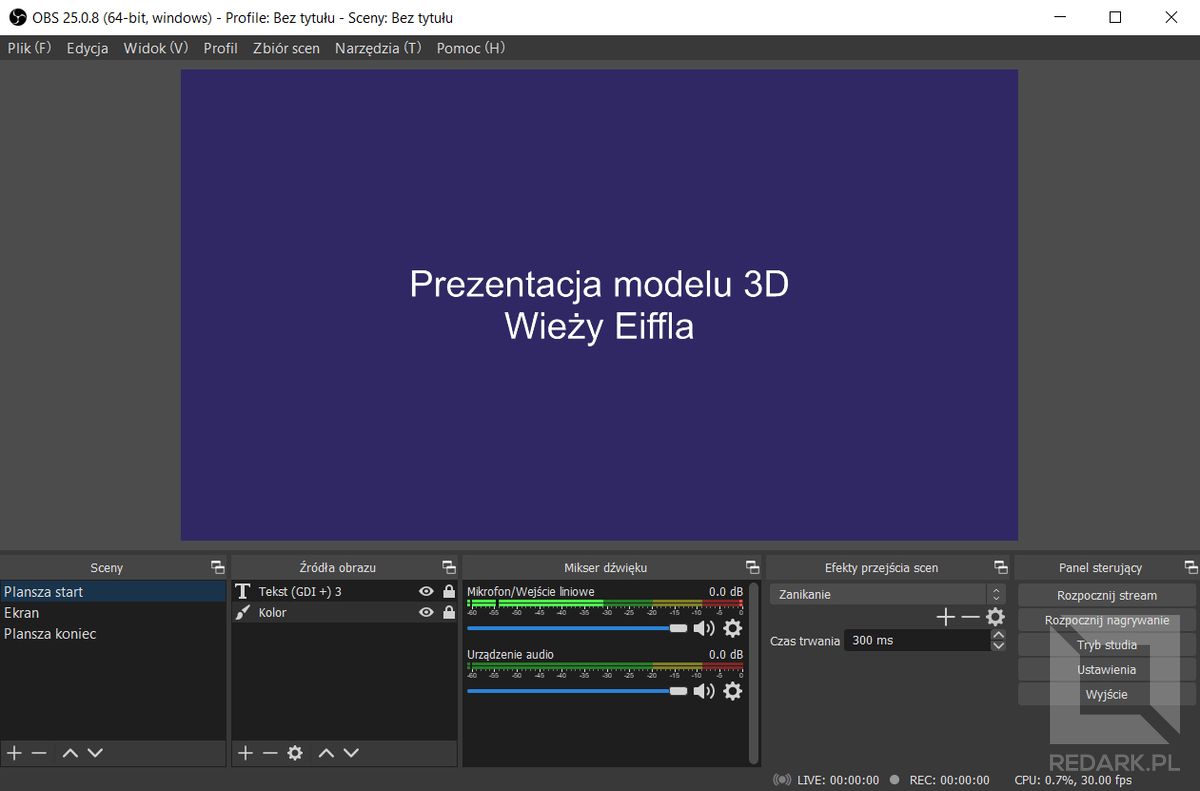 OBS 25.0.8 (64-bit, windows) - Profile: Bez tytułu - Sceny: Bez tytułu
Plik (F) Edycja Widok (V) Profil Zbiór scen Narzędzia (T) Pomoc (H)
Prezentacja modelu 3D
Wieży Eiffla
Sceny
Plansza start
Ekran
Plansza koniec
Źródła obrazu
Tekst (GDI +) 3
Kolor
Mikser dźwięku
Mikrofon/Wejście liniowe 0.0 dB
-60 -55 -50 -45 -40 -35 -30 -25 -20 -15 -10 -5 0
Urządzenie audio 0.0 dB
-60 -55 -50 -45 -40 -35 -30 -25 -20 -15 -10 -5 0
Efekty przejścia scen
Zanikanie
Czas trwania 300 ms
Panel sterujący
Rozpocznij stream
Rozpocznij nagrywanie
Tryb studia
Ustawienia
Wyjście
REDARK.PL
LIVE: 00:00:00 REC: 00:00:00 CPU: 0.7%, 30.00 fps